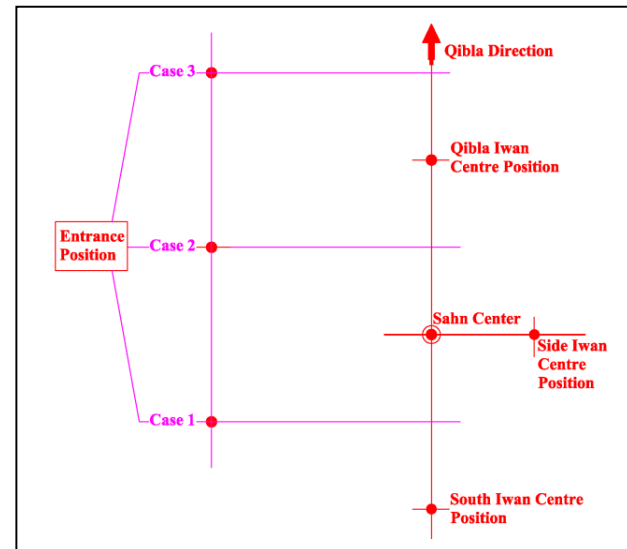 Case 3
Qibla Direction
Qibla Iwan
Centre Position
Entrance
Position
Case 2
Sahn Center
Side Iwan
Centre
Position
Case 1
South Iwan Centre
Position